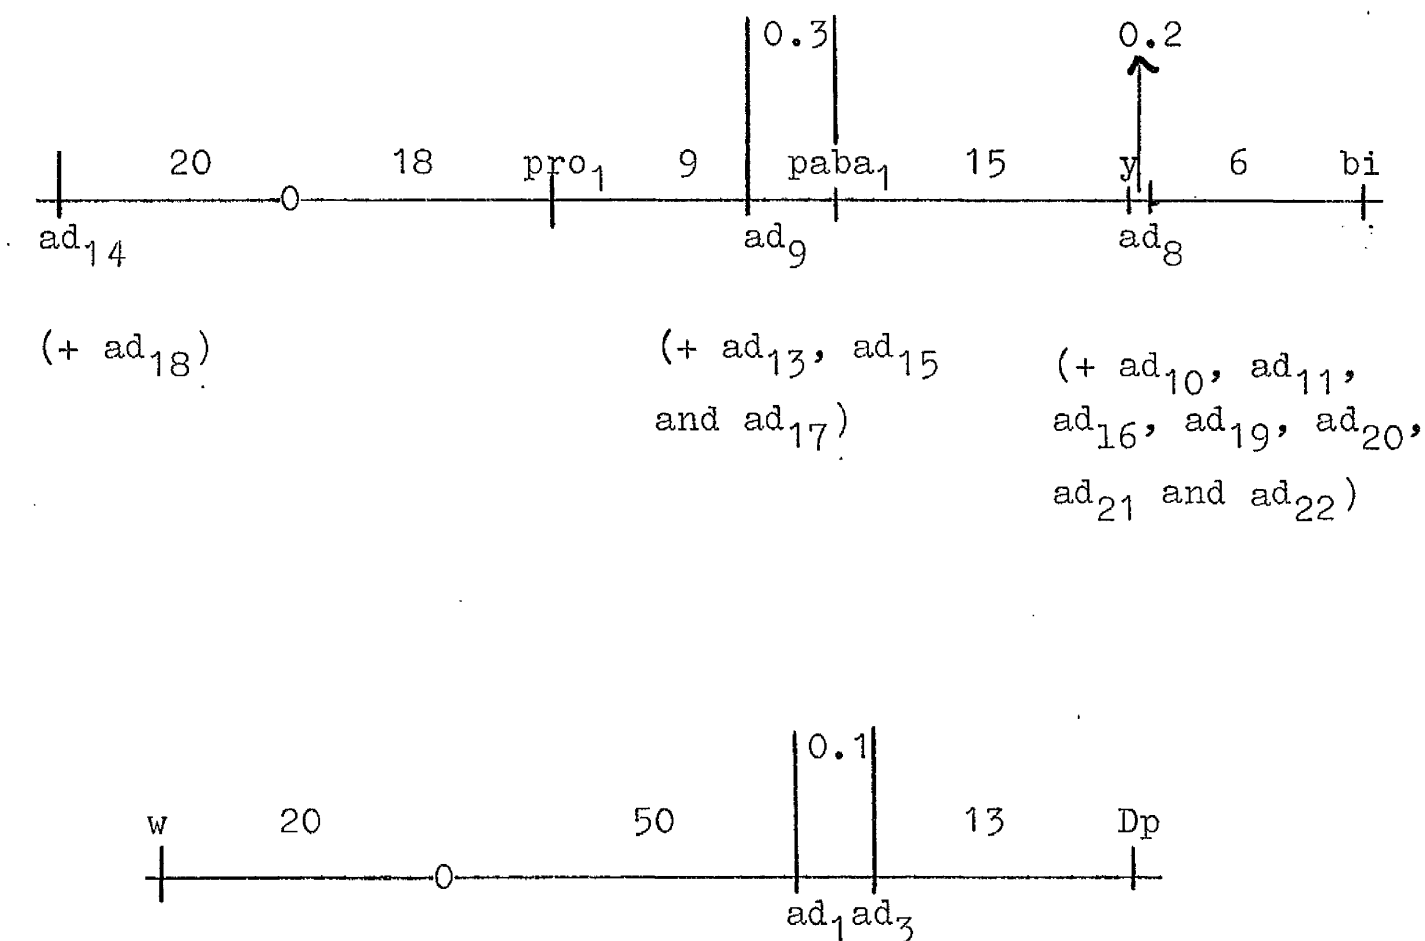 0.3 0.2
20 18 pro₁ 9 paba₁ 15 y 6 bi
ad₁₄ ad₉ ad₈
(+ ad₁₈) (+ ad₁₃, ad₁₅ (+ ad₁₀, ad₁₁,
and ad₁₇) ad₁₆, ad₁₉, ad₂₀,
ad₂₁ and ad₂₂)
0.1
w 20 50 13 Dp
ad₁ ad₃